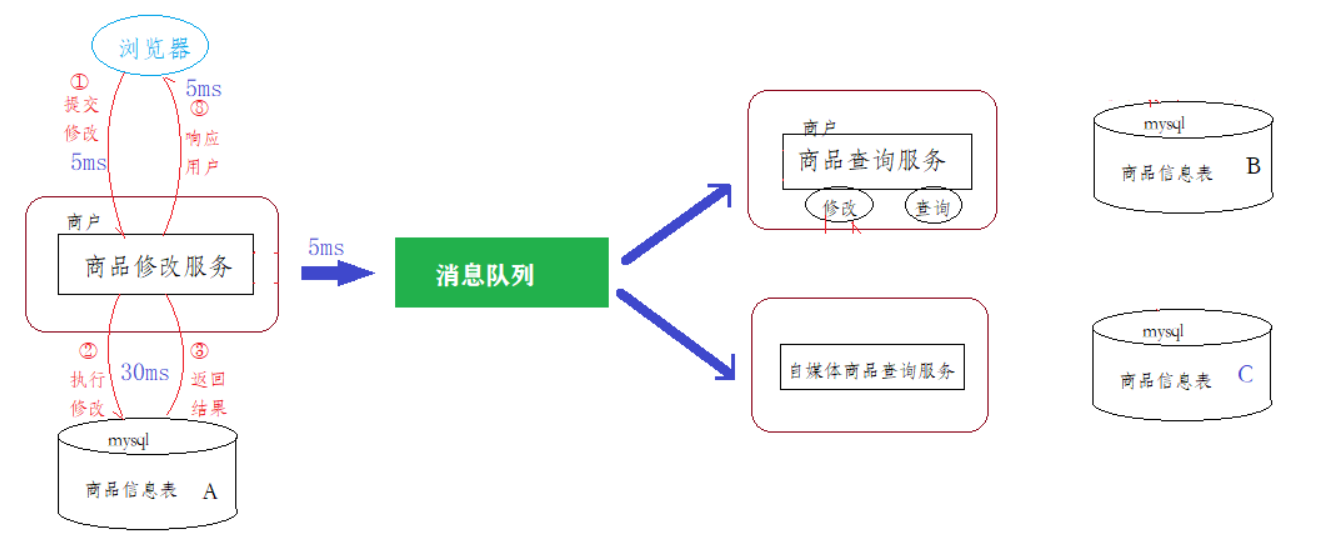 浏览器
①
提交
修改
5ms
5ms
⑧
响应
用户
商户
商品修改服务
5ms
消息队列
②
执行
修改
30ms
③
返回
结果
mysql
商品信息表 A
商户
商品查询服务
修改 查询
mysql
商品信息表 B
自媒体商品查询服务
mysql
商品信息表 C